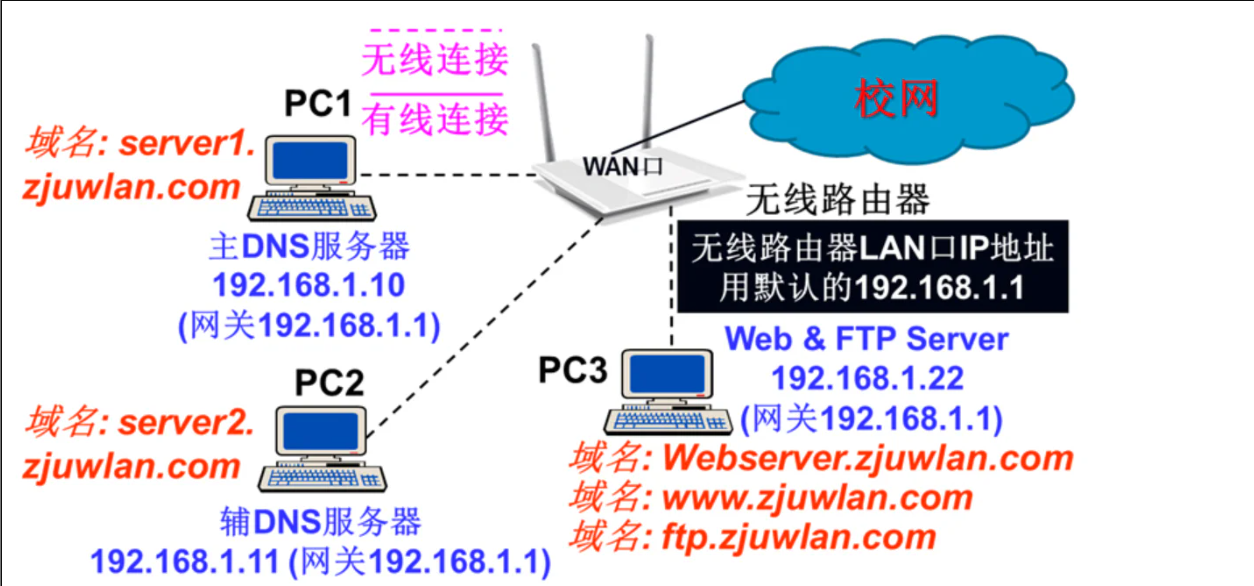 无线连接
有线连接
校网
PC1
域名: server1.
zjuwlan.com
WAN口
无线路由器
主DNS服务器
192.168.1.10
(网关192.168.1.1)
无线路由器LAN口IP地址
用默认的192.168.1.1
PC2
域名: server2.
zjuwlan.com
辅DNS服务器
192.168.1.11 (网关192.168.1.1)
Web & FTP Server
PC3
192.168.1.22
(网关192.168.1.1)
域名: Webserver.zjuwlan.com
域名: www.zjuwlan.com
域名: ftp.zjuwlan.com